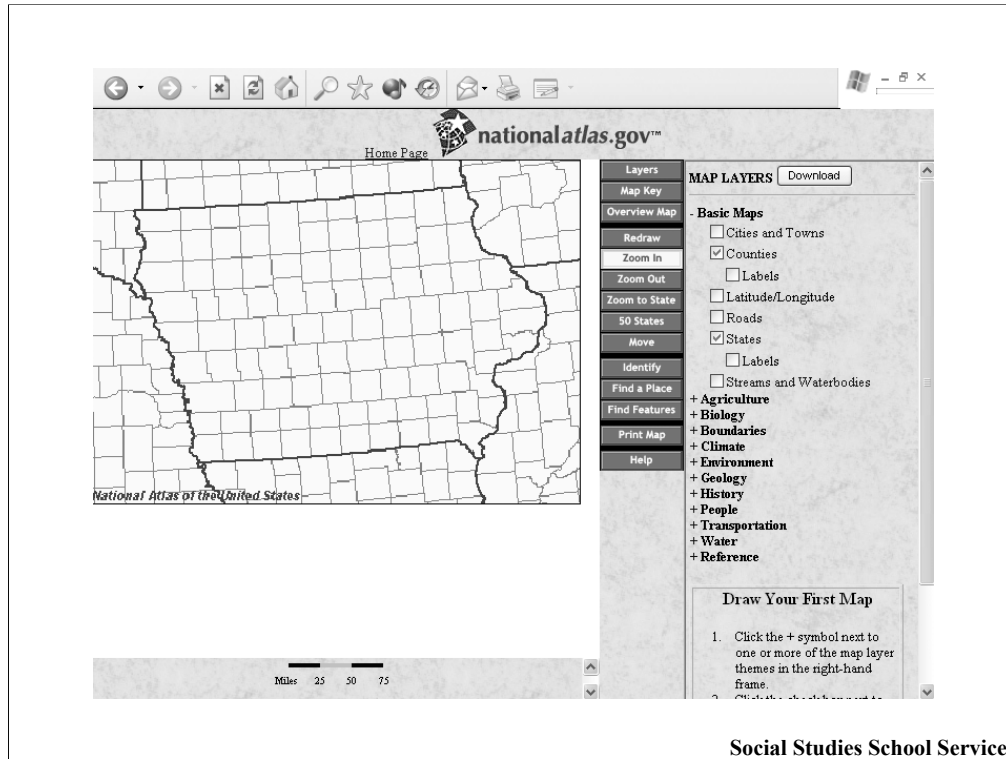 nationalatlas.gov™
Home Page
Layers
Map Key
Overview Map
Redraw
Zoom In
Zoom Out
Zoom to State
50 States
Move
Identify
Find a Place
Find Features
Print Map
Help
MAP LAYERS Download
- Basic Maps
Cities and Towns
Counties
Labels
Latitude/Longitude
Roads
States
Labels
Streams and Waterbodies
+ Agriculture
+ Biology
+ Boundaries
+ Climate
+ Environment
+ Geology
+ History
+ People
+ Transportation
+ Water
+ Reference
National Atlas of the United States
Draw Your First Map
1. Click the + symbol next to
one or more of the map layer
themes in the right-hand
frame.
Miles 25 50 75
Social Studies School Service